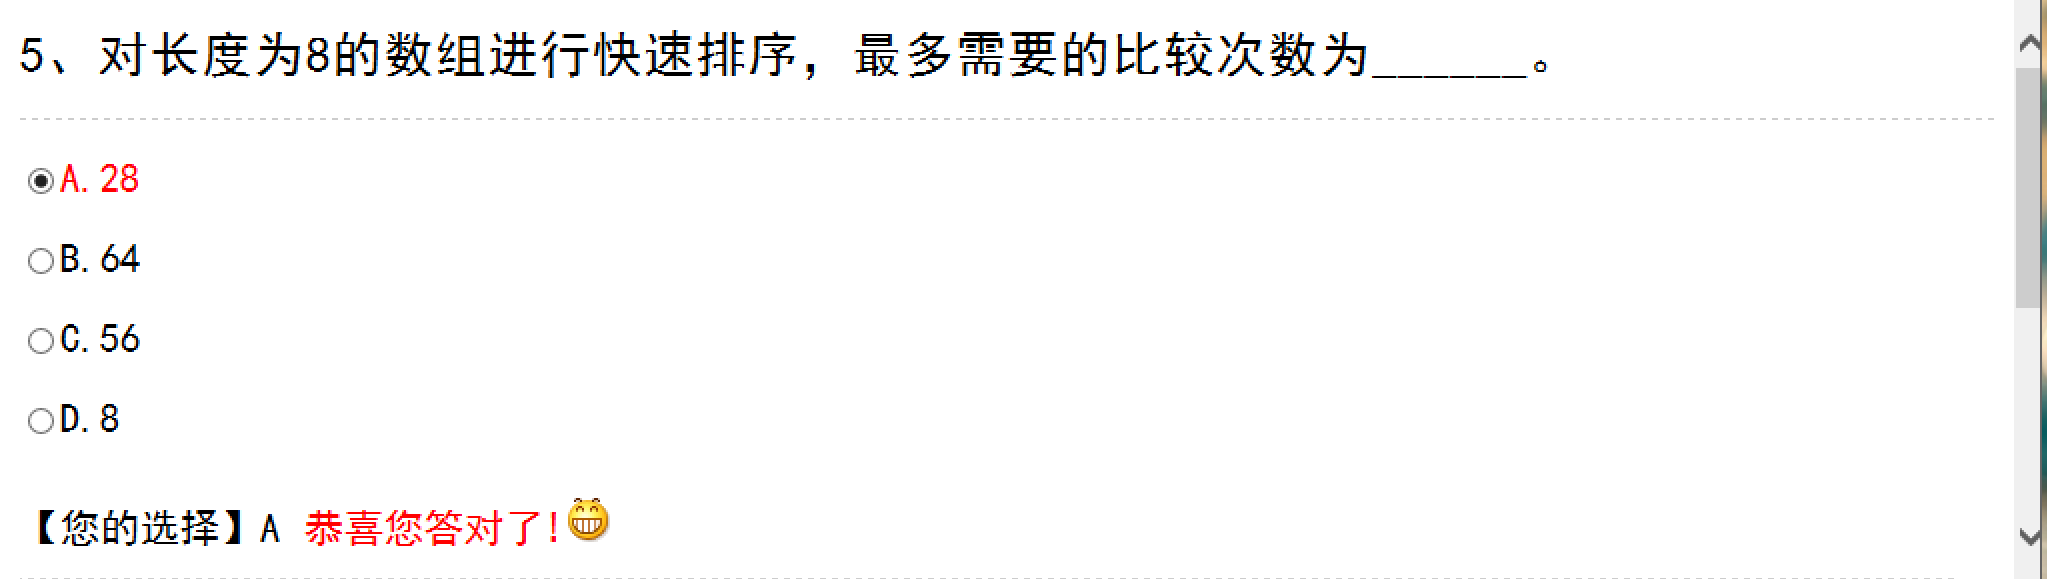 5、对长度为8的数组进行快速排序，最多需要的比较次数为______。
A. 28
B. 64
C. 56
D. 8
【您的选择】A 恭喜您答对了!